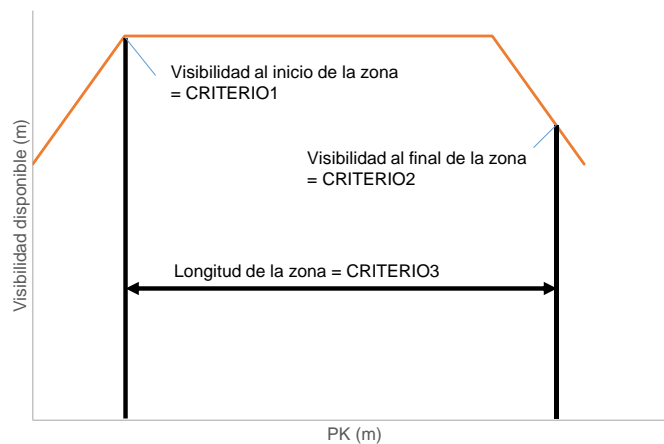 Visibilidad al inicio de la zona
= CRITERIO1
Visibilidad al final de la zona
= CRITERIO2
Longitud de la zona = CRITERIO3
Visibilidad disponible (m)
PK (m)